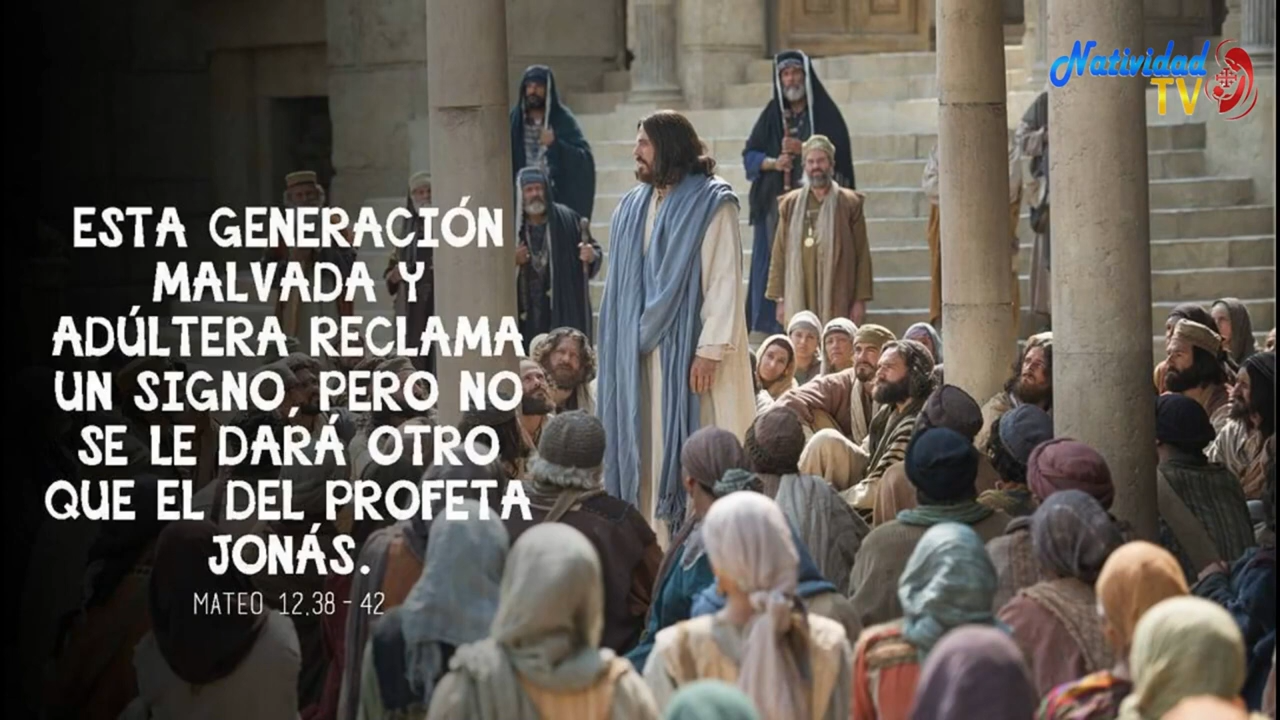 Natividad
TV
ESTA GENERACIÓN
MALVADA Y
ADÚLTERA RECLAMA
UN SIGNO, PERO NO
SE LE DARÁ OTRO
QUE EL DEL PROFETA
JONÁS.
MATEO 12,38 - 42